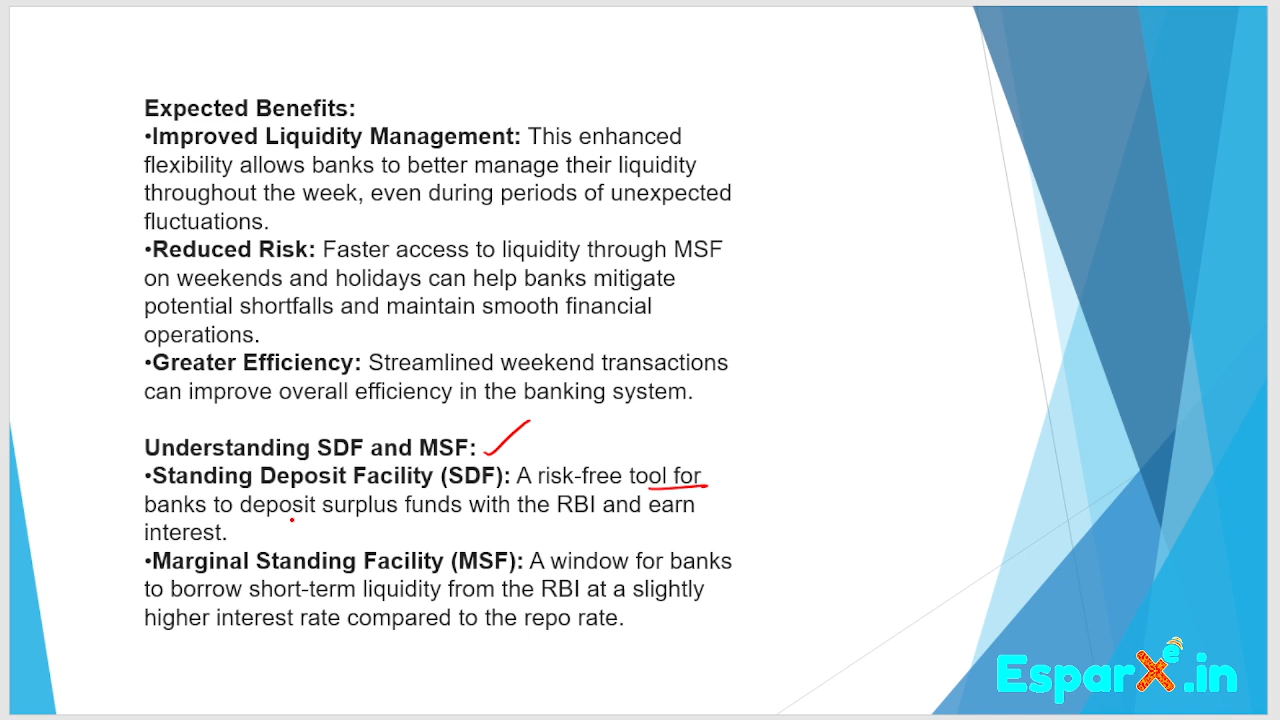 Expected Benefits:
•Improved Liquidity Management: This enhanced
flexibility allows banks to better manage their liquidity
throughout the week, even during periods of unexpected
fluctuations.
•Reduced Risk: Faster access to liquidity through MSF
on weekends and holidays can help banks mitigate
potential shortfalls and maintain smooth financial
operations.
•Greater Efficiency: Streamlined weekend transactions
can improve overall efficiency in the banking system.
Understanding SDF and MSF:
•Standing Deposit Facility (SDF): A risk-free tool for
banks to deposit surplus funds with the RBI and earn
interest.
•Marginal Standing Facility (MSF): A window for banks
to borrow short-term liquidity from the RBI at a slightly
higher interest rate compared to the repo rate.
EsparXe.in